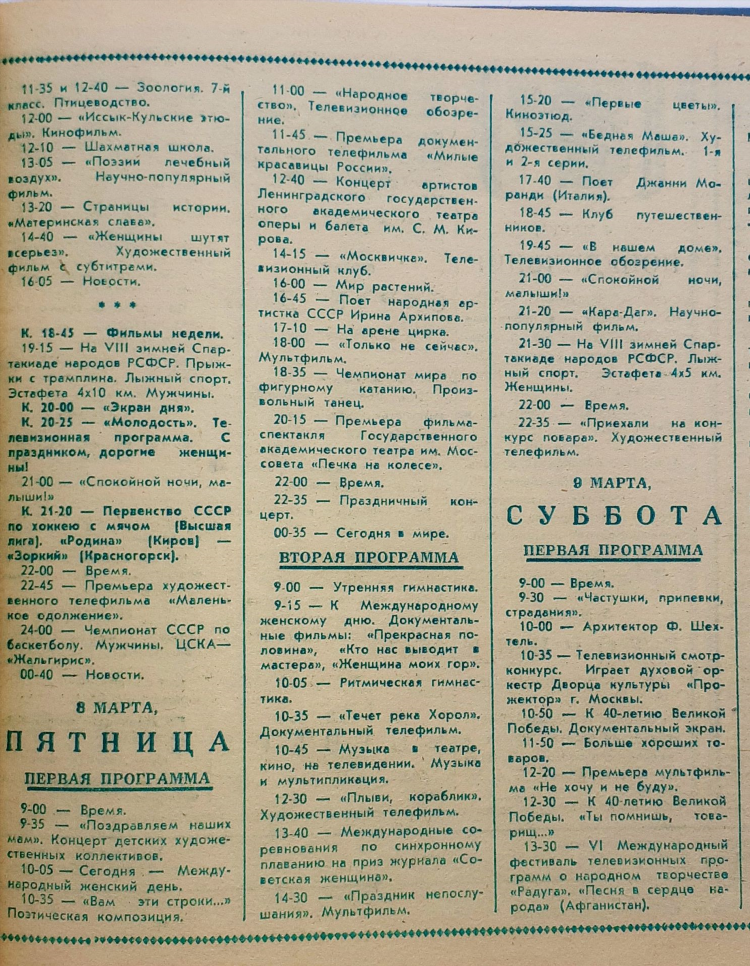 11-35 и 12-40 — Зоология. 7-й
класс. Птицеводство.
12-00 — «Иссык-Кульские этю-
ды». Кинофильм.
12-10 — Шахматная школа.
13-05 — «Поэзии лечебный
воздух». Научно-популярный
фильм.
13-20 — Страницы истории.
«Материнская слава».
14-40 — «Женщины шутят
всерьез». Художественный
фильм с субтитрами.
16-05 — Новости.
* * *
К. 18-45 — Фильмы недели.
19-15 — На VIII зимней Спар-
такиаде народов РСФСР. Прыж-
ки с трамплина. Лыжный спорт.
Эстафета 4х10 км. Мужчины.
К. 20-00 — «Экран дня».
К. 20-25 — «Молодость». Те-
левизионная программа. С
праздником, дорогие женщи-
ны!
21-00 — «Спокойной ночи, ма-
лыши!»
К. 21-20 — Первенство СССР
по хоккею с мячом (Высшая
лига). «Родина» (Киров) —
«Зоркий» (Красногорск).
22-00 — Время.
22-45 — Премьера художест-
венного телефильма «Малень-
кое одолжение».
24-00 — Чемпионат СССР по
баскетболу. Мужчины. ЦСКА—
«Жальгирис».
00-40 — Новости.
8 МАРТА,
ПЯТНИЦА
ПЕРВАЯ ПРОГРАММА
9-00 — Время.
9-35 — «Поздравляем наших
мам». Концерт детских художе-
ственных коллективов.
10-05 — Сегодня — Между-
народный женский день.
10-35 — «Вам эти строки...»
Поэтическая композиция.
11-00 — «Народное творче-
ство». Телевизионное обозре-
ние.
11-45 — Премьера докумен-
тального телефильма «Милые
красавицы России».
12-40 — Концерт артистов
Ленинградского государствен-
ного академического театра
оперы и балета им. С. М. Ки-
рова.
14-15 — «Москвичка». Теле-
визионный клуб.
16-00 — Мир растений.
16-45 — Поет народная ар-
тистка СССР Ирина Архипова.
17-10 — На арене цирка.
18-00 — «Только не сейчас».
Мультфильм.
18-35 — Чемпионат мира по
фигурному катанию. Произ-
вольный танец.
20-15 — Премьера фильма-
спектакля Государственного
академического театра им. Мос-
совета «Печка на колесе».
22-00 — Время.
22-35 — Праздничный кон-
церт.
00-35 — Сегодня в мире.
ВТОРАЯ ПРОГРАММА
9-00 — Утренняя гимнастика.
9-15 — К Международному
женскому дню. Документаль-
ные фильмы: «Прекрасная по-
ловина», «Кто нас выводит в
мастера», «Женщина моих гор».
10-05 — Ритмическая гимнас-
тика.
10-35 — «Течет река Хорол».
Документальный телефильм.
10-45 — Музыка в театре,
кино, на телевидении. Музыка
и мультипликация.
12-30 — «Плыви, кораблик».
Художественный телефильм.
13-40 — Международные со-
ревнования по синхронному
плаванию на приз журнала «Со-
ветская женщина».
14-30 — «Праздник непослу-
шания». Мультфильм.
15-20 — «Первые цветы».
Киноэтюд.
15-25 — «Бедная Маша». Ху-
дожественный телефильм. 1-я
и 2-я серии.
17-40 — Поет Джанни Мо-
ранди (Италия).
18-45 — Клуб путешествен-
ников.
19-45 — «В нашем доме».
Телевизионное обозрение.
21-00 — «Спокойной ночи,
малыши!»
21-20 — «Кара-Даг». Научно-
популярный фильм.
21-30 — На VIII зимней Спар-
такиаде народов РСФСР. Лыж-
ный спорт. Эстафета 4х5 км.
Женщины.
22-00 — Время.
22-35 — «Приехали на кон-
курс повара». Художественный
телефильм.
9 МАРТА,
СУББОТА
ПЕРВАЯ ПРОГРАММА
9-00 — Время.
9-30 — «Частушки, припевки,
страдания».
10-00 — Архитектор Ф. Шех-
тель.
10-35 — Телевизионный смотр-
конкурс. Играет духовой ор-
кестр Дворца культуры «Про-
жектор» г. Москвы.
10-50 — К 40-летию Великой
Победы. Документальный экран.
11-50 — Больше хороших то-
варов.
12-20 — Премьера мультфиль-
ма «Не хочу и не буду».
12-30 — К 40-летию Великой
Победы. «Ты помнишь, това-
рищ...»
13-30 — VI Международный
фестиваль телевизионных про-
грамм о народном творчестве
«Радуга». «Песня в сердце на-
рода» (Афганистан).